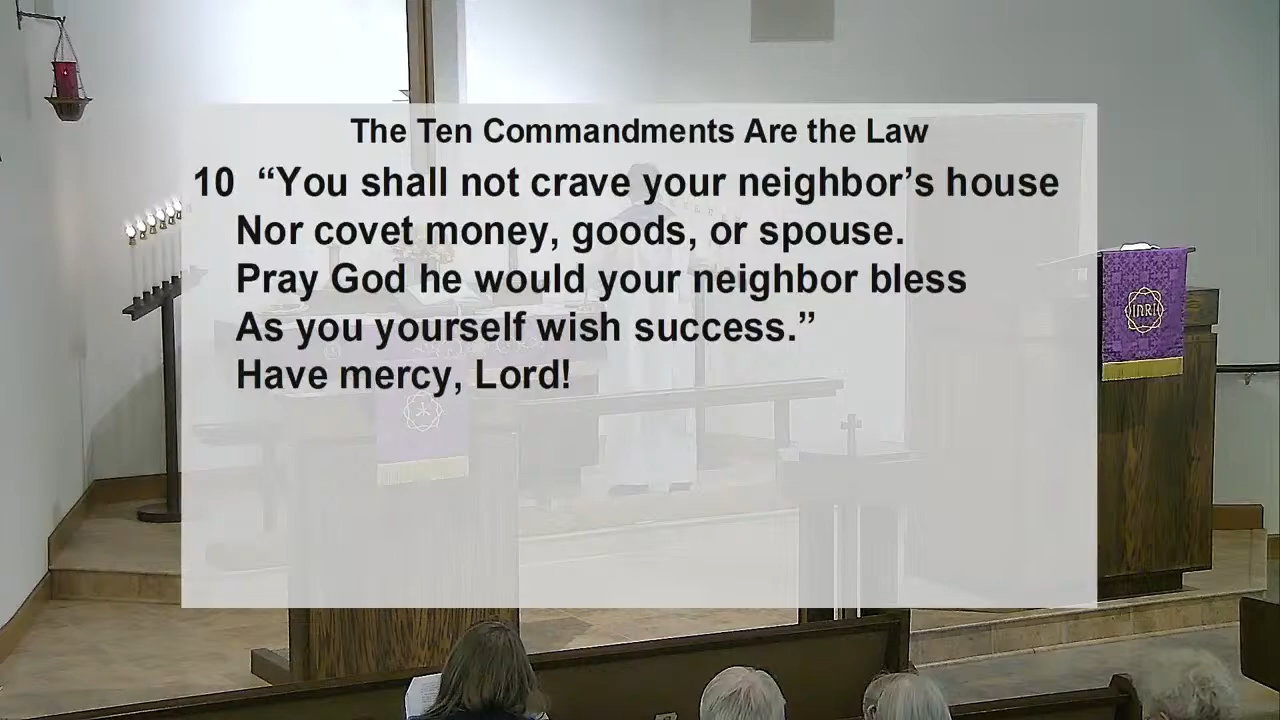 The Ten Commandments Are the Law
10 “You shall not crave your neighbor’s house
Nor covet money, goods, or spouse.
Pray God he would your neighbor bless
As you yourself wish success.”
Have mercy, Lord!
INRI